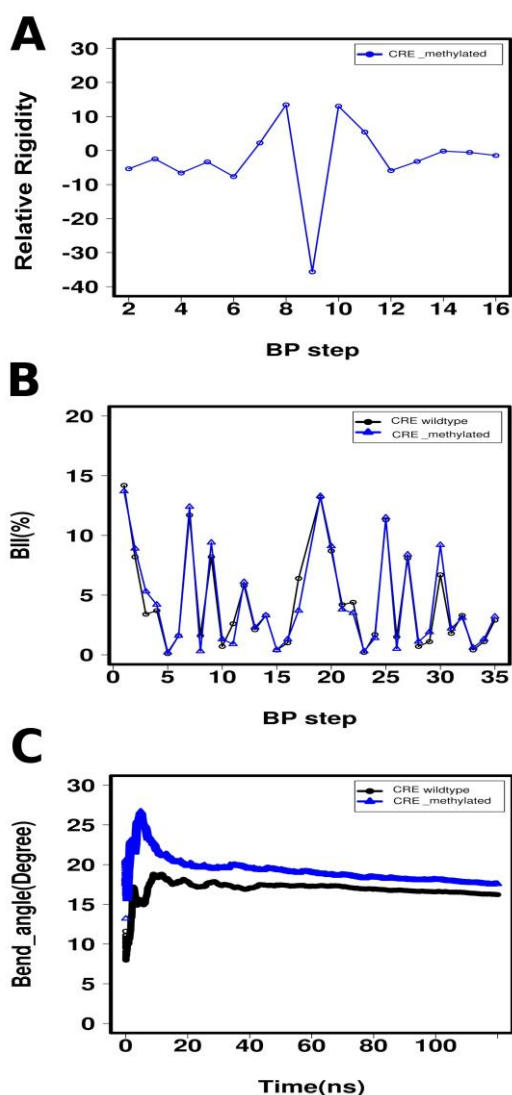 A
30
20
10
0
-10
-20
-30
-40
Relative Rigidity
CRE _methylated
2 4 6 8 10 12 14 16
BP step
B
20
15
10
5
0
BII(%)
CRE wildtype
CRE _methylated
0 5 10 15 20 25 30 35
BP step
C
30
25
20
15
10
5
0
Bend_angle(Degree)
CRE wildtype
CRE _methylated
0 20 40 60 80 100
Time(ns)